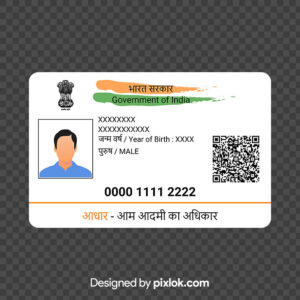 भारत सरकार
Government of India
XXXXXXXX
XXXXXXXXXXX
जन्म वर्ष / Year of Birth : XXXX
पुरुष / MALE
0000 1111 2222
आधार - आम आदमी का अधिकार
Designed by pixlok.com